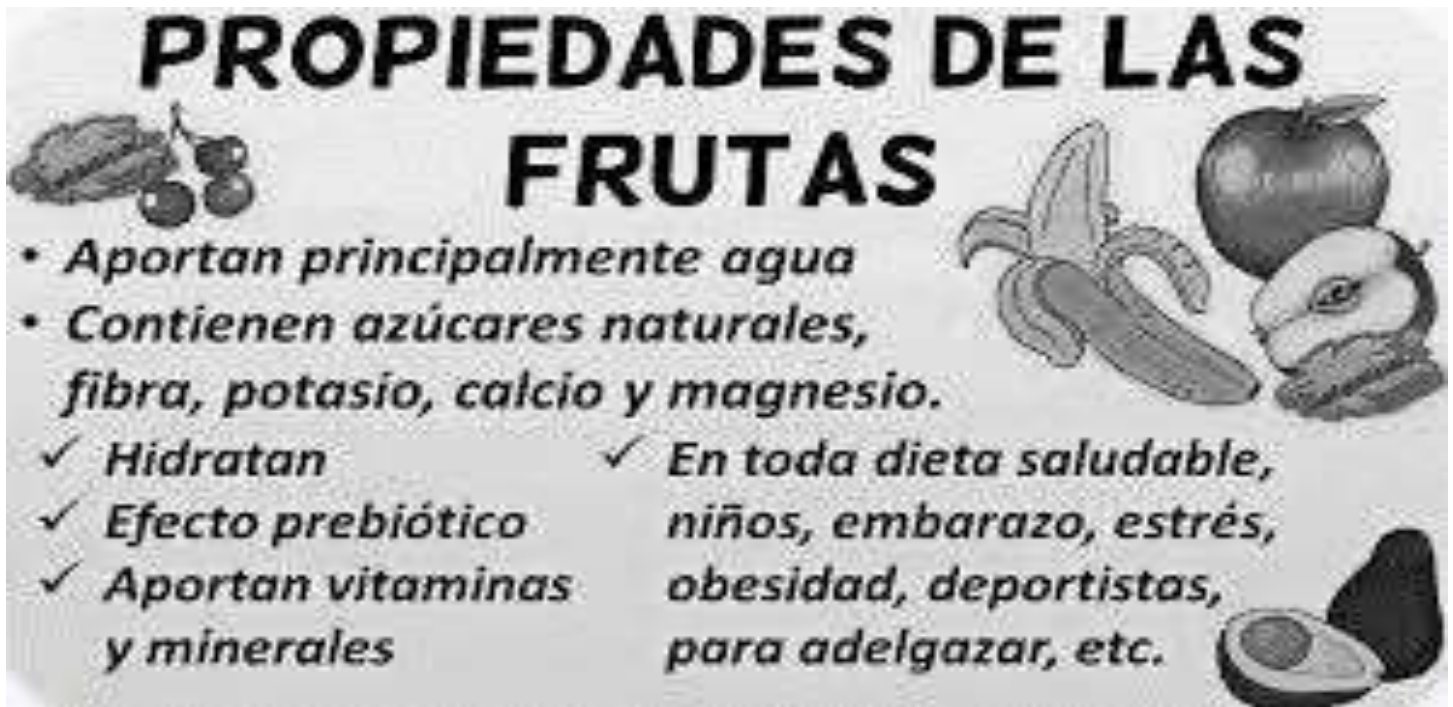 PROPIEDADES DE LAS
FRUTAS
• Aportan principalmente agua
• Contienen azúcares naturales,
fibra, potasio, calcio y magnesio.
✓ Hidratan
✓ Efecto prebiótico
✓ Aportan vitaminas
y minerales
✓ En toda dieta saludable,
niños, embarazo, estrés,
obesidad, deportistas,
para adelgazar, etc.